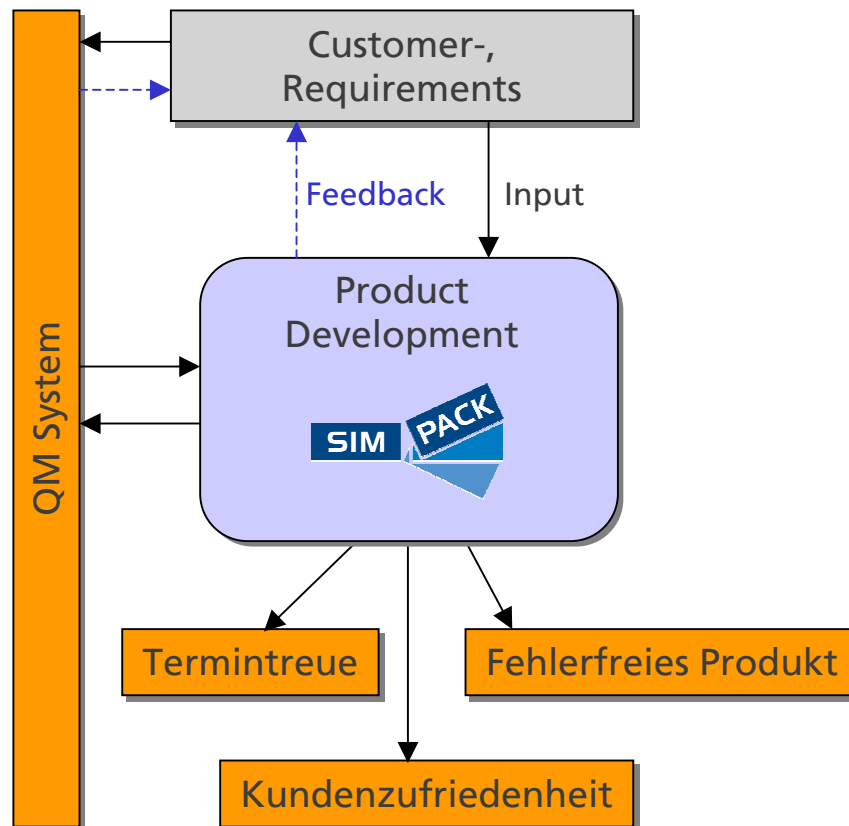 Customer-,
Requirements
Feedback
Input
Product
Development
SIM
PACK
QM System
Termintreue
Fehlerfreies Produkt
Kundenzufriedenheit